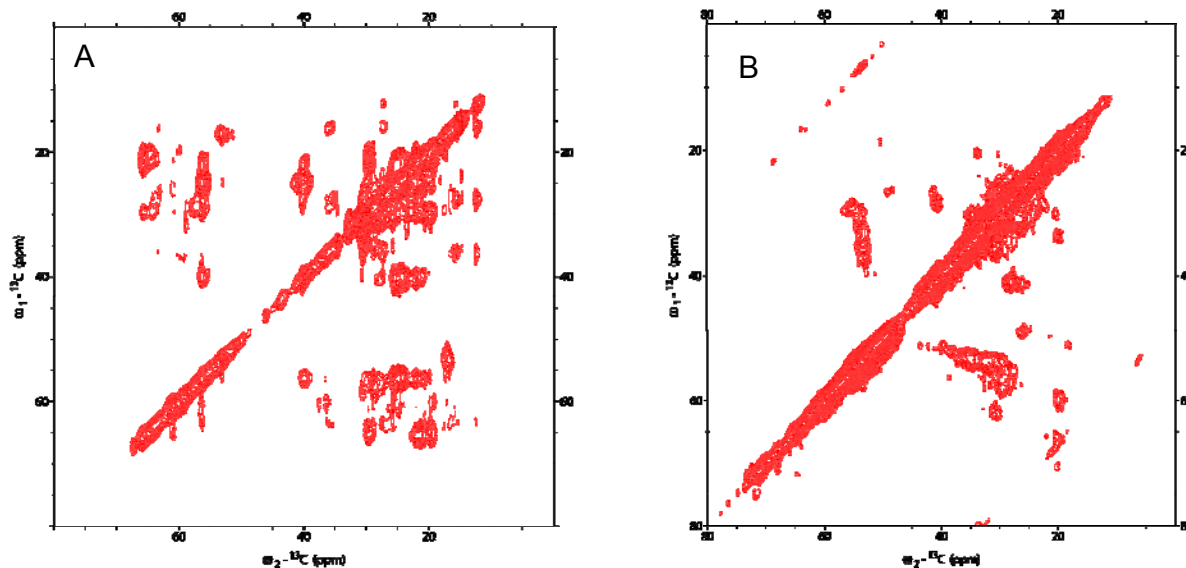 60 40 20
A
20 20
40 40
60 60
ω₁ - ¹³C (ppm)
60 40 20
ω₂ - ¹³C (ppm)
80 60 40 20
B
20
40
60
80
ω₁ - ¹³C (ppm)
60 40 20
ω₂ - ¹³C (ppm)